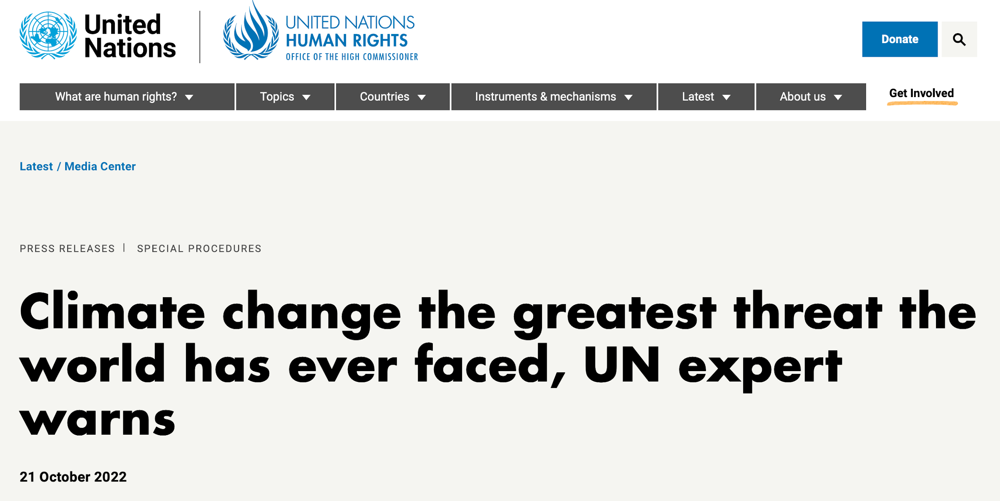 United
Nations
UNITED NATIONS
HUMAN RIGHTS
OFFICE OF THE HIGH COMMISSIONER
Donate
What are human rights?
Topics
Countries
Instruments & mechanisms
Latest
About us
Get Involved
Latest / Media Center
PRESS RELEASES | SPECIAL PROCEDURES
Climate change the greatest threat the
world has ever faced, UN expert
warns
21 October 2022